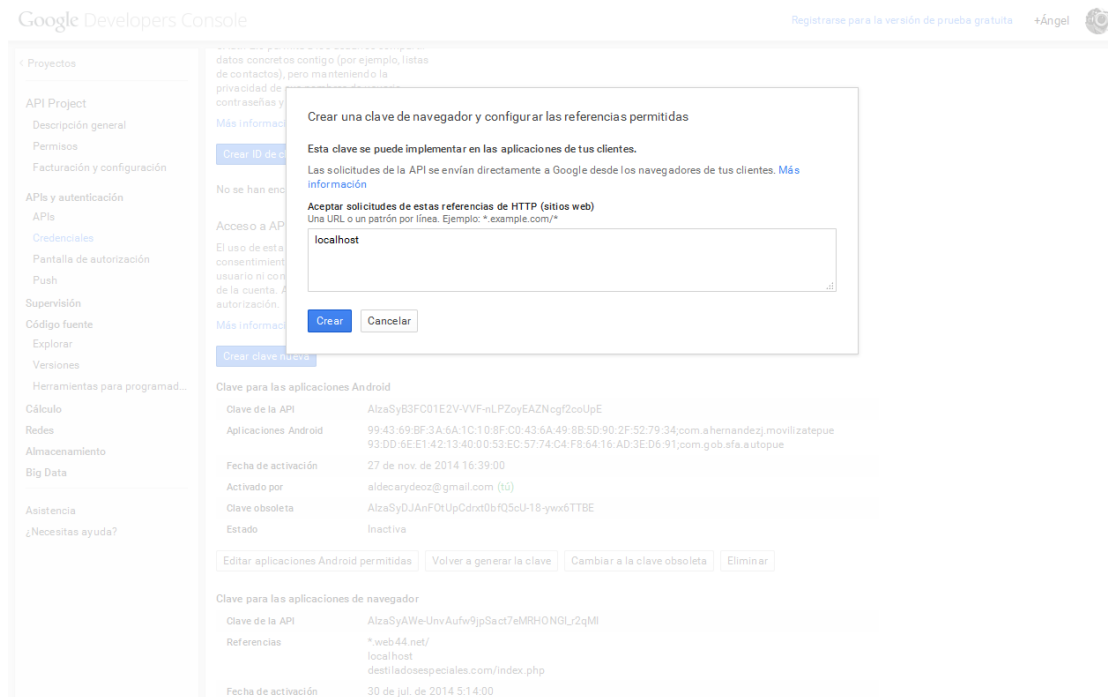 Google Developers Console
Registrarse para la versión de prueba gratuita
+Ángel
< Proyectos
API Project
Descripción general
Permisos
Facturación y configuración
APIs y autenticación
APIs
Credenciales
Pantalla de autorización
Push
Supervisión
Código fuente
Explorar
Versiones
Herramientas para programad...
Cálculo
Redes
Almacenamiento
Big Data
Asistencia
¿Necesitas ayuda?
datos concretos contigo (por ejemplo, listas
de contactos), pero manteniendo la
privacidad de
contraseñas y
Más informaci
Crear ID de cl
No se han enc
Acceso a AP
El uso de esta
consentimient
usuario ni con
de la cuenta. A
autorización.
Más informaci
Crear clave nueva
Crear una clave de navegador y configurar las referencias permitidas
Esta clave se puede implementar en las aplicaciones de tus clientes.
Las solicitudes de la API se envían directamente a Google desde los navegadores de tus clientes. Más
información
Aceptar solicitudes de estas referencias de HTTP (sitios web)
Una URL o un patrón por línea. Ejemplo: *.example.com/*
localhost
Crear Cancelar
Clave para las aplicaciones Android
Clave de la API AIzaSyB3FC01E2V-VVF-nLPZoyEAZNcgf2coUpE
Aplicaciones Android 99:43:69:BF:3A:6A:1C:10:8F:C0:43:6A:49:8B:5D:90:2F:52:79:34;com.ahernandezj.movilizatepue
93:DD:6E:E1:42:13:40:00:53:EC:57:74:C4:F8:64:16:AD:3E:D6:91;com.gob.sfa.autopue
Fecha de activación 27 de nov. de 2014 16:39:00
Activado por aldecarydeoz@gmail.com (tú)
Clave obsoleta AIzaSyDJAnFOtUpCdrxt0bfQ5cU-18-ywx6TTBE
Estado Inactiva
Editar aplicaciones Android permitidas Volver a generar la clave Cambiar a la clave obsoleta Eliminar
Clave para las aplicaciones de navegador
Clave de la API AIzaSyAWe-UnvAufw9jpSact7eMRHONGl_r2qMI
Referencias *.web44.net/
localhost
destiladosespeciales.com/index.php
Fecha de activación 30 de jul. de 2014 5:14:00